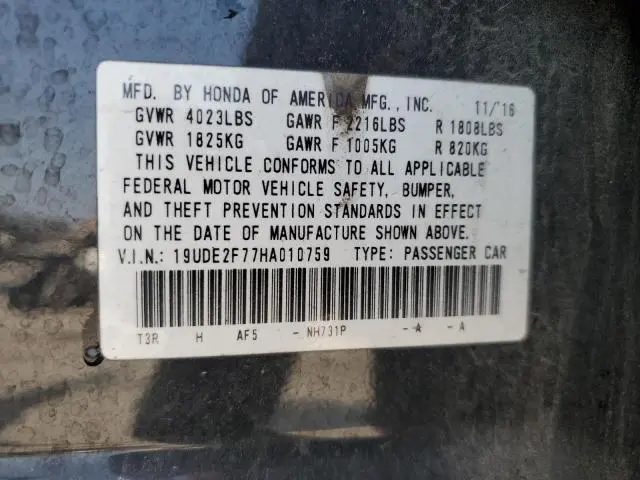 MFD. BY HONDA OF AMERICA MFG., INC. 11/16
GVWR 4023LBS GAWR F 2216LBS R 1808LBS
GVWR 1825KG GAWR F 1005KG R 820KG
THIS VEHICLE CONFORMS TO ALL APPLICABLE
FEDERAL MOTOR VEHICLE SAFETY, BUMPER,
AND THEFT PREVENTION STANDARDS IN EFFECT
ON THE DATE OF MANUFACTURE SHOWN ABOVE.
V.I.N.: 19UDE2F77HA010759 TYPE: PASSENGER CAR
T3R H AF5 - NH731P - A - A